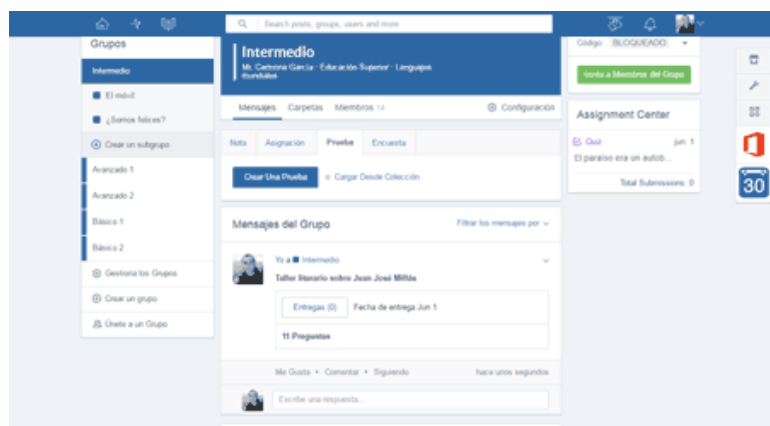 Search posts, groups, users and more
Grupos
Intermedio
El móvil
¿Somos felices?
Crear un subgrupo
Avanzado 1
Avanzado 2
Básico 1
Básico 2
Gestiona los Grupos
Crear un grupo
Únete a un Grupo
Intermedio
Mr. Carmona García · Educación Superior · Lenguajes
mundiales
Mensajes Carpetas Miembros 14 Configuración
Nota Asignación Prueba Encuesta
Crear Una Prueba o Cargar Desde Colección
Mensajes del Grupo Filtrar los mensajes por
Yo a Intermedio
Taller literario sobre Juan José Millás
Entregas (0) Fecha de entrega Jun 1
11 Preguntas
Me Gusta • Comentar • Siguiendo hace unos segundos
Escribe una respuesta...
Código BLOQUEADO
Invita a Miembros del Grupo
Assignment Center
Quiz jun. 1
El paraíso era un autob...
Total Submissions: 0
30